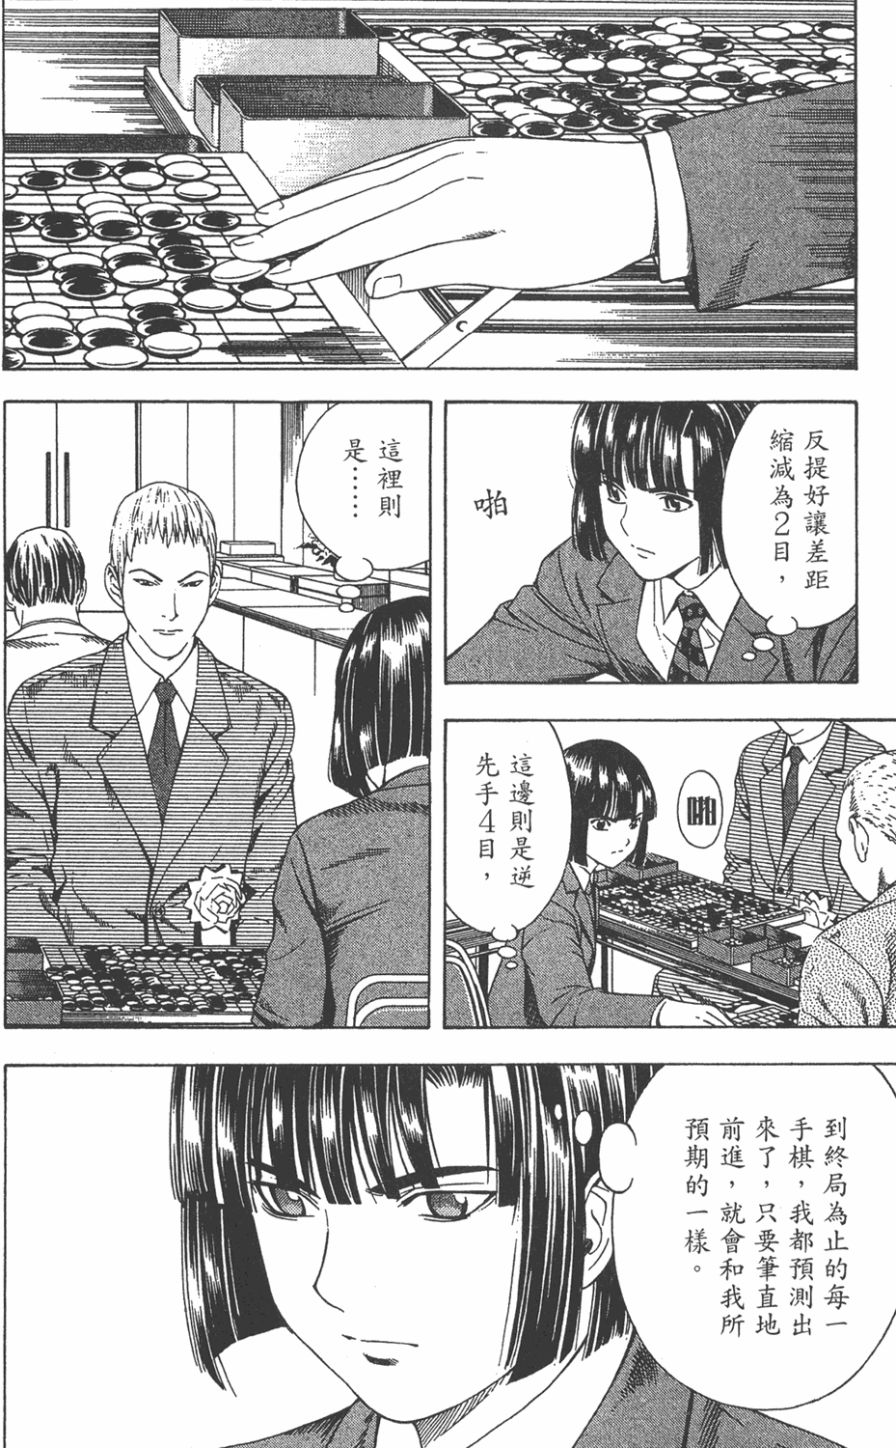 反提好讓差距
縮減為2目，
啪
這邊則是逆
先手4目，
啪
這裡則
是……
到終局為止的每一
手棋，我都預測出
來了，只要筆直地
前進，就會和我所
預期的一樣。